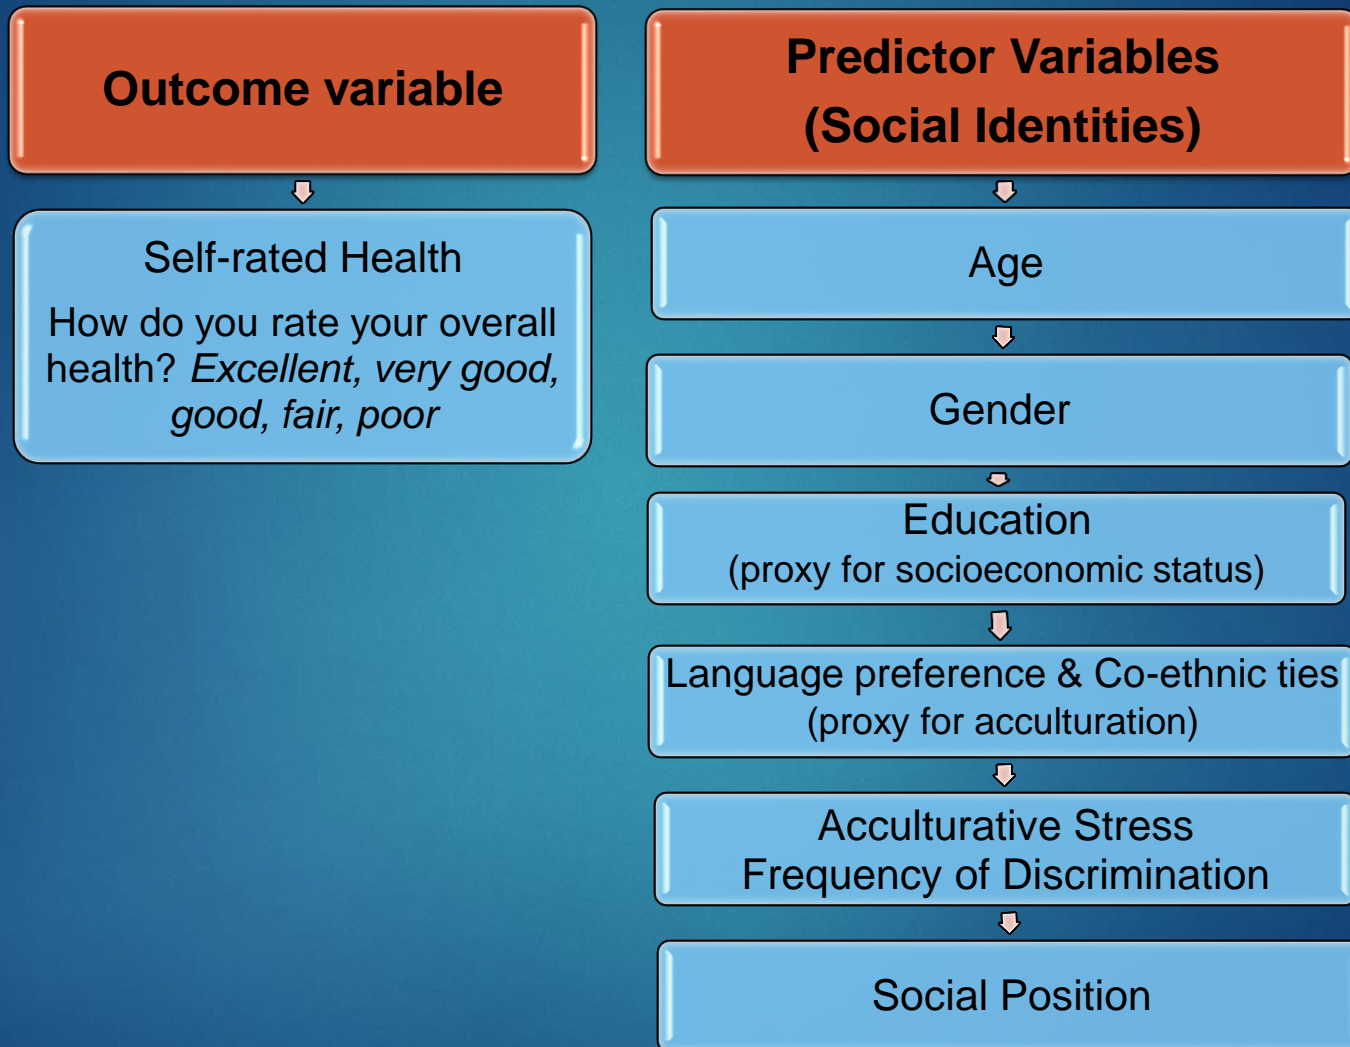 Outcome variable
Self-rated Health
How do you rate your overall
health? Excellent, very good,
good, fair, poor
Predictor Variables
(Social Identities)
Age
Gender
Education
(proxy for socioeconomic status)
Language preference & Co-ethnic ties
(proxy for acculturation)
Acculturative Stress
Frequency of Discrimination
Social Position